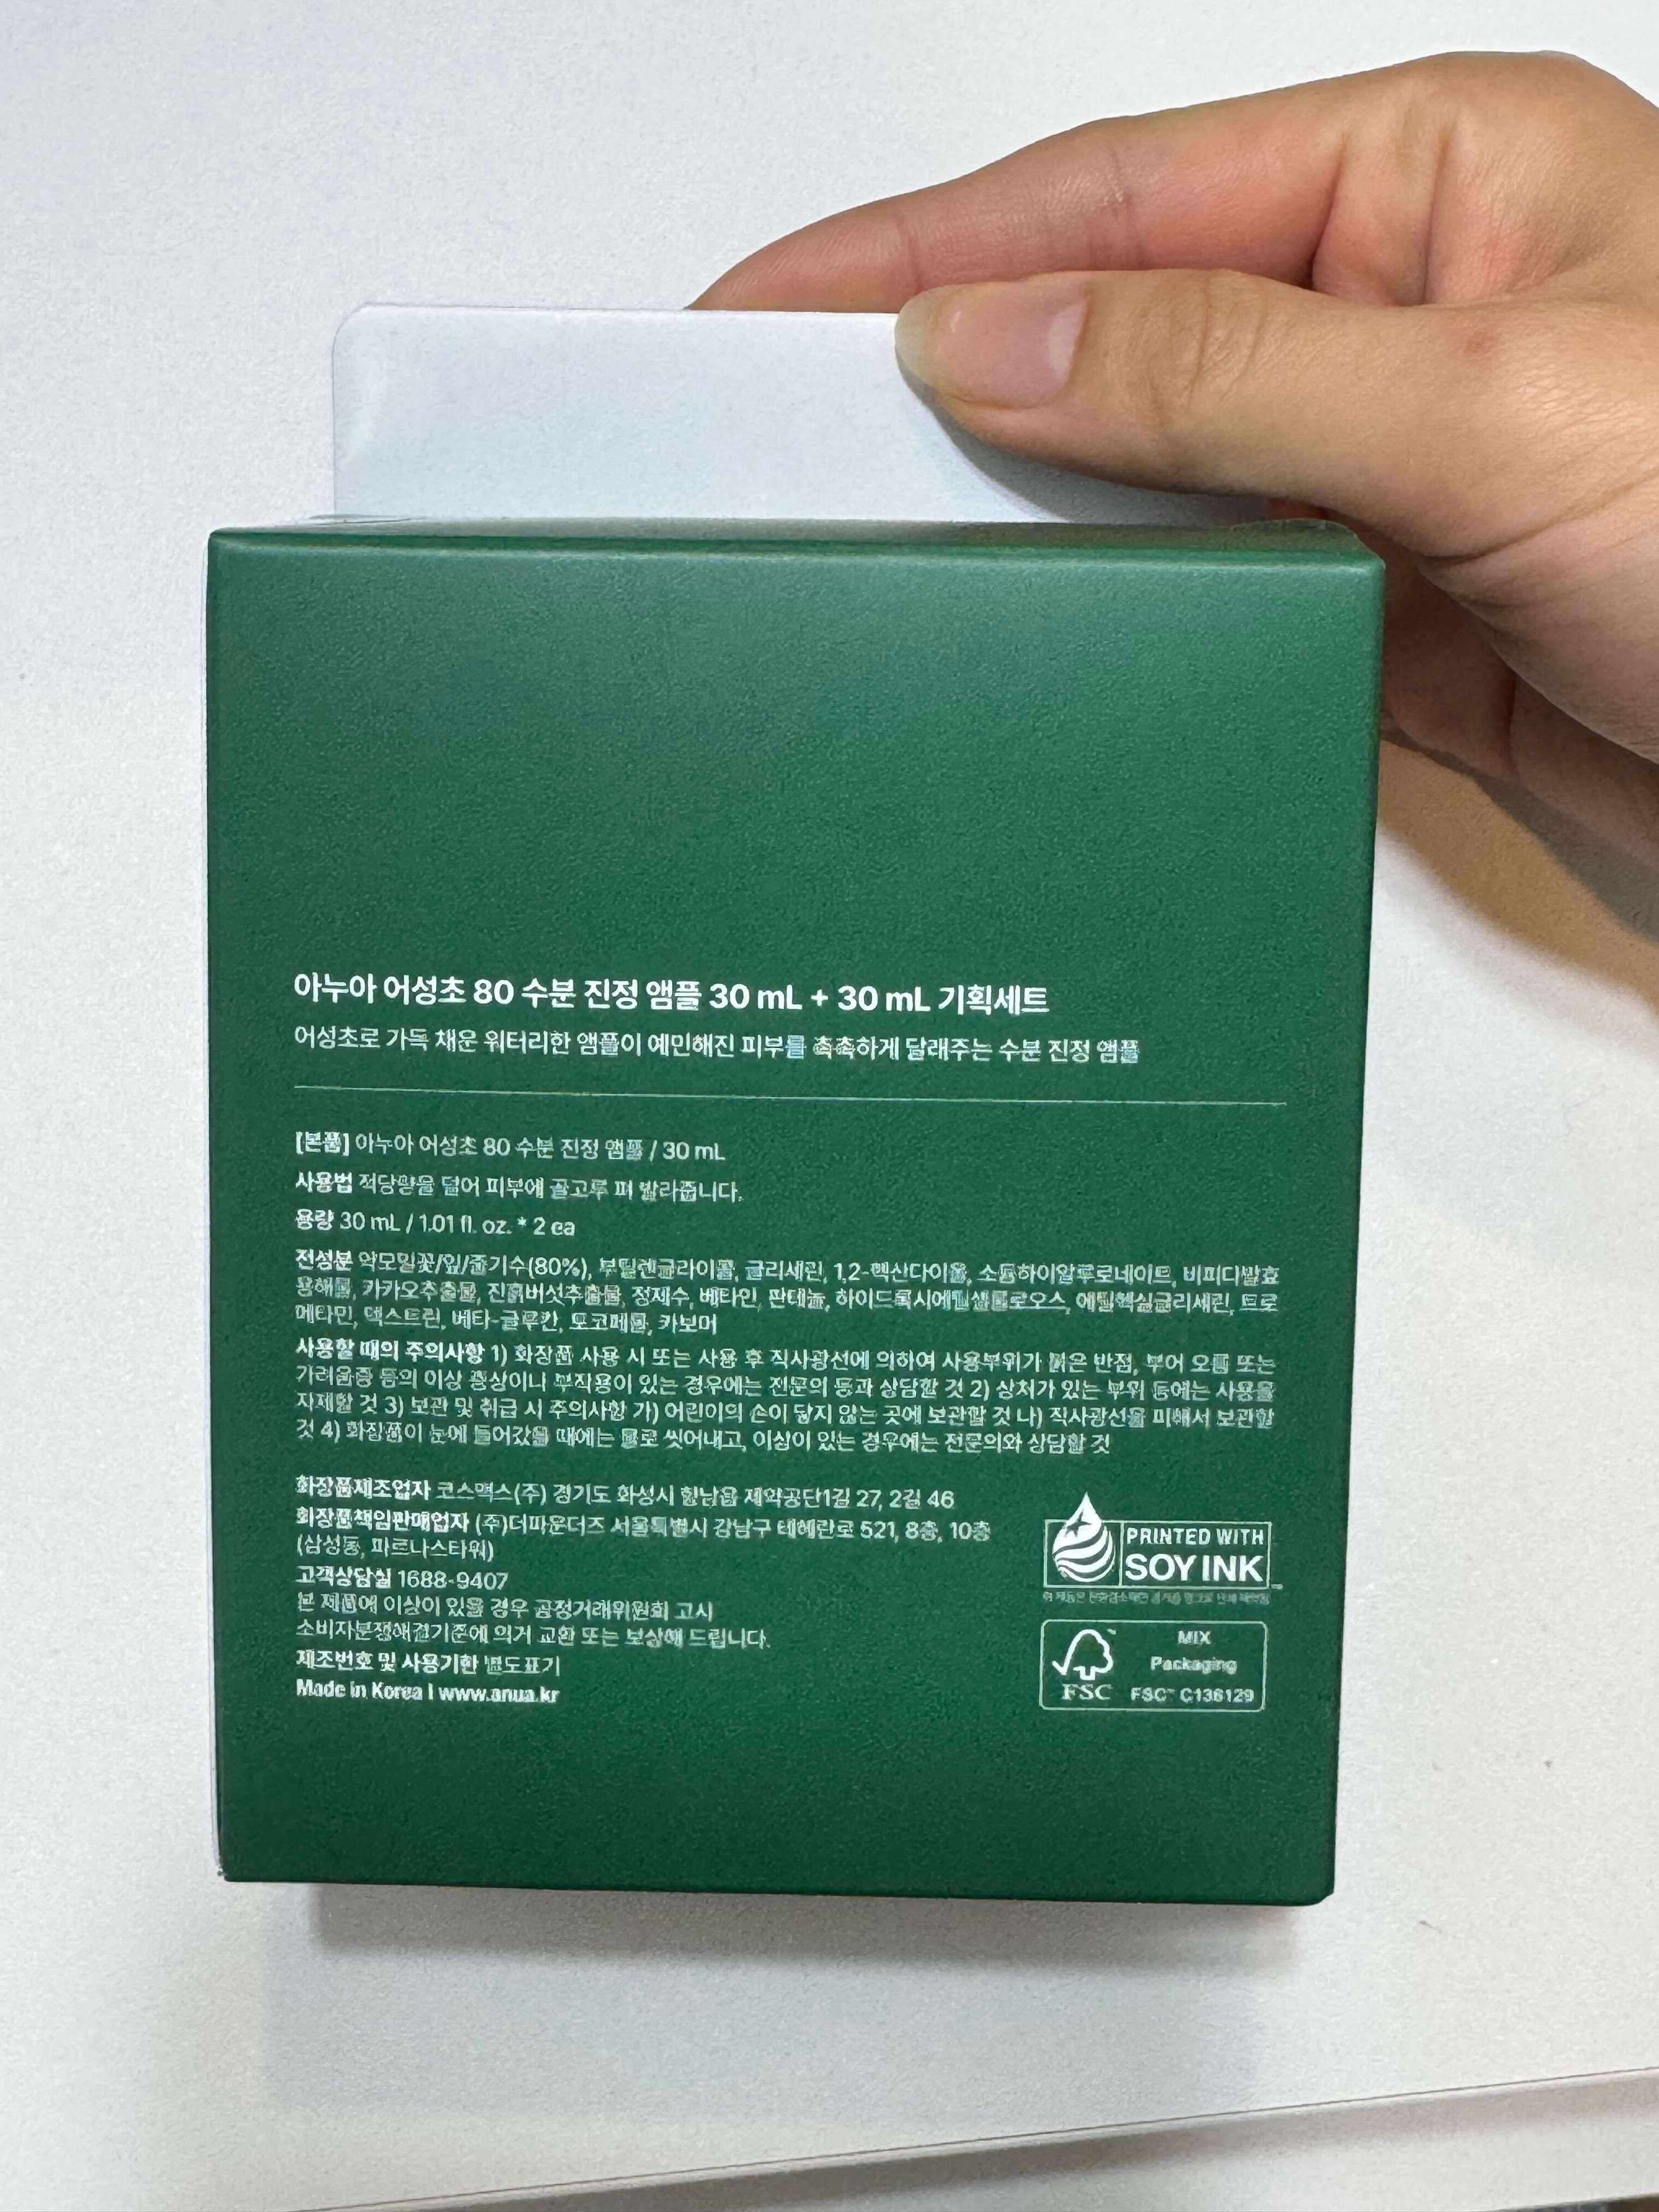 아누아 어성초 80 수분 진정 앰플 30 mL + 30 mL 기획세트
어성초로 가득 채운 워터리한 앰플이 예민해진 피부를 촉촉하게 달래주는 수분 진정 앰플
[본품] 아누아 어성초 80 수분 진정 앰플 / 30 mL
사용법 적당량을 덜어 피부에 골고루 펴 발라줍니다.
용량 30 mL / 1.01 fl. oz. * 2 ea
전성분 약모밀꽃/잎/줄기수(80%), 부틸렌글라이콜, 글리세린, 1,2-헥산다이올, 소듐하이알루로네이트, 비피다발효
용해물, 카카오추출물, 진흙버섯추출물, 정제수, 베타인, 판테놀, 하이드록시에틸셀룰로오스, 에틸헥실글리세린, 트로
메타민, 덱스트린, 베타-글루칸, 토코페롤, 카보머
사용할 때의 주의사항 1) 화장품 사용 시 또는 사용 후 직사광선에 의하여 사용부위가 붉은 반점, 부어 오름 또는
가려움증 등의 이상 증상이나 부작용이 있는 경우에는 전문의 등과 상담할 것 2) 상처가 있는 부위 등에는 사용을
자제할 것 3) 보관 및 취급 시 주의사항 가) 어린이의 손이 닿지 않는 곳에 보관할 것 나) 직사광선을 피해서 보관할
것 4) 화장품이 눈에 들어갔을 때에는 물로 씻어내고, 이상이 있는 경우에는 전문의와 상담할 것
화장품제조업자 코스맥스(주) 경기도 화성시 향남읍 제약공단1길 27, 2길 46
화장품책임판매업자 (주)더파운더즈 서울특별시 강남구 테헤란로 521, 8층, 10층
(삼성동, 파르나스타워)
고객상담실 1688-9407
본 제품에 이상이 있을 경우 공정거래위원회 고시
소비자분쟁해결기준에 의거 교환 또는 보상해 드립니다.
제조번호 및 사용기한 별도표기
Made in Korea | www.anua.kr
PRINTED WITH
SOY INK
MIX
Packaging
FSC
FSC™ C136129